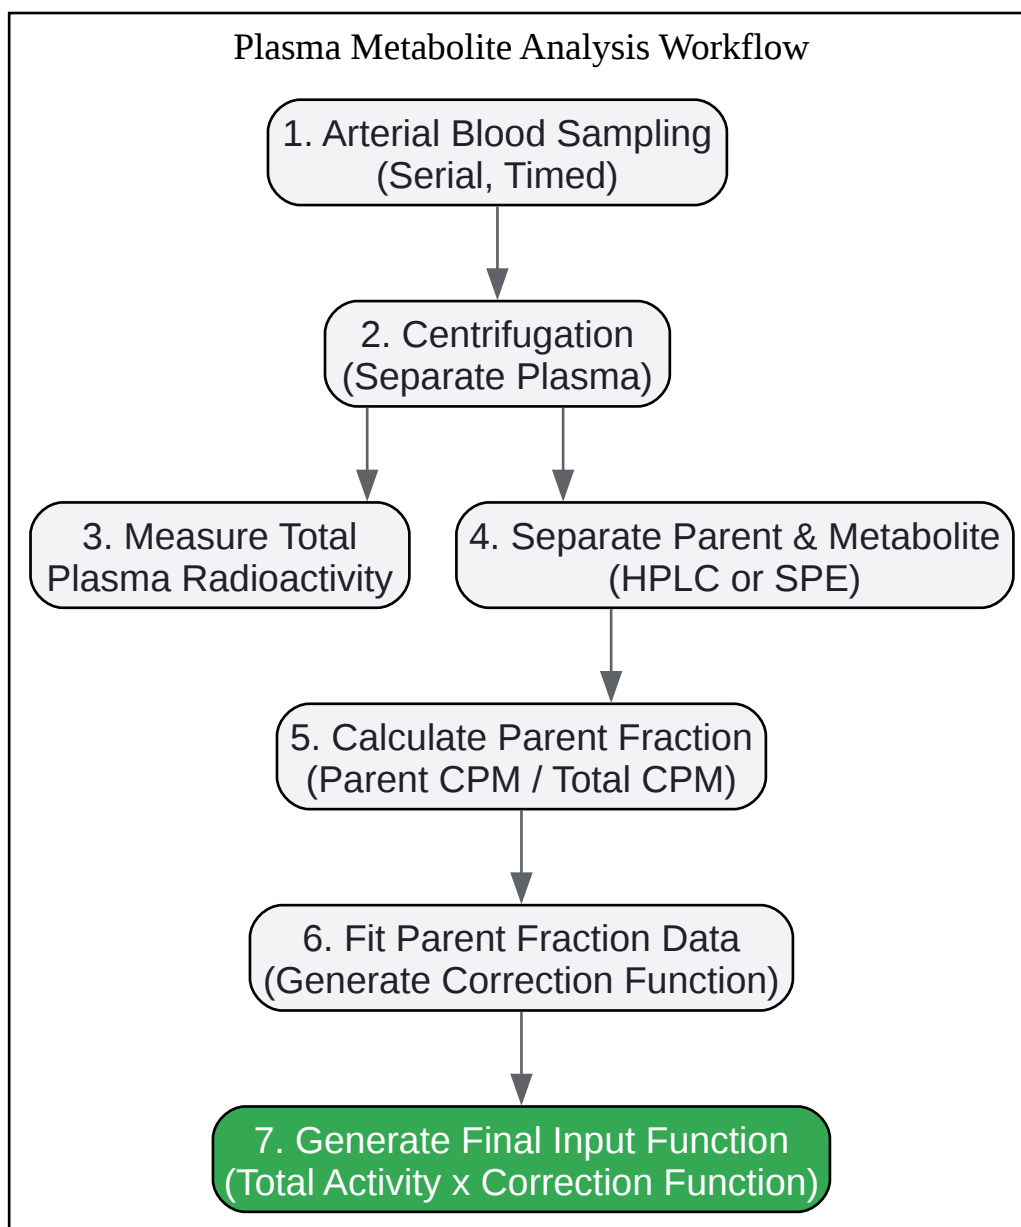 Plasma Metabolite Analysis Workflow
1. Arterial Blood Sampling
(Serial, Timed)
2. Centrifugation
(Separate Plasma)
3. Measure Total
Plasma Radioactivity
4. Separate Parent & Metabolite
(HPLC or SPE)
5. Calculate Parent Fraction
(Parent CPM / Total CPM)
6. Fit Parent Fraction Data
(Generate Correction Function)
7. Generate Final Input Function
(Total Activity x Correction Function)